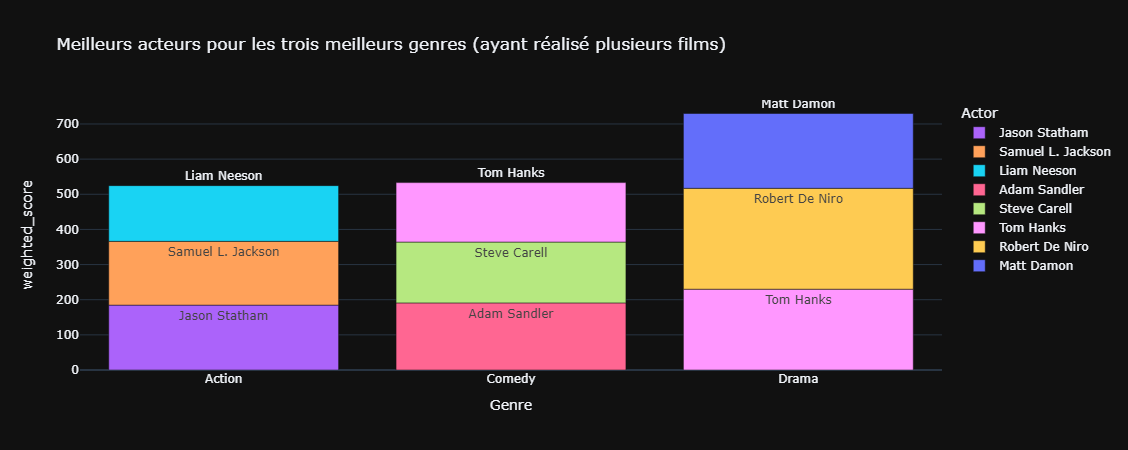 Meilleurs acteurs pour les trois meilleurs genres (ayant réalisé plusieurs films)
weighted_score
700
600
500
400
300
200
100
0
Liam Neeson
Samuel L. Jackson
Jason Statham
Tom Hanks
Steve Carell
Adam Sandler
Matt Damon
Robert De Niro
Tom Hanks
Action
Comedy
Drama
Genre
Actor
Jason Statham
Samuel L. Jackson
Liam Neeson
Adam Sandler
Steve Carell
Tom Hanks
Robert De Niro
Matt Damon